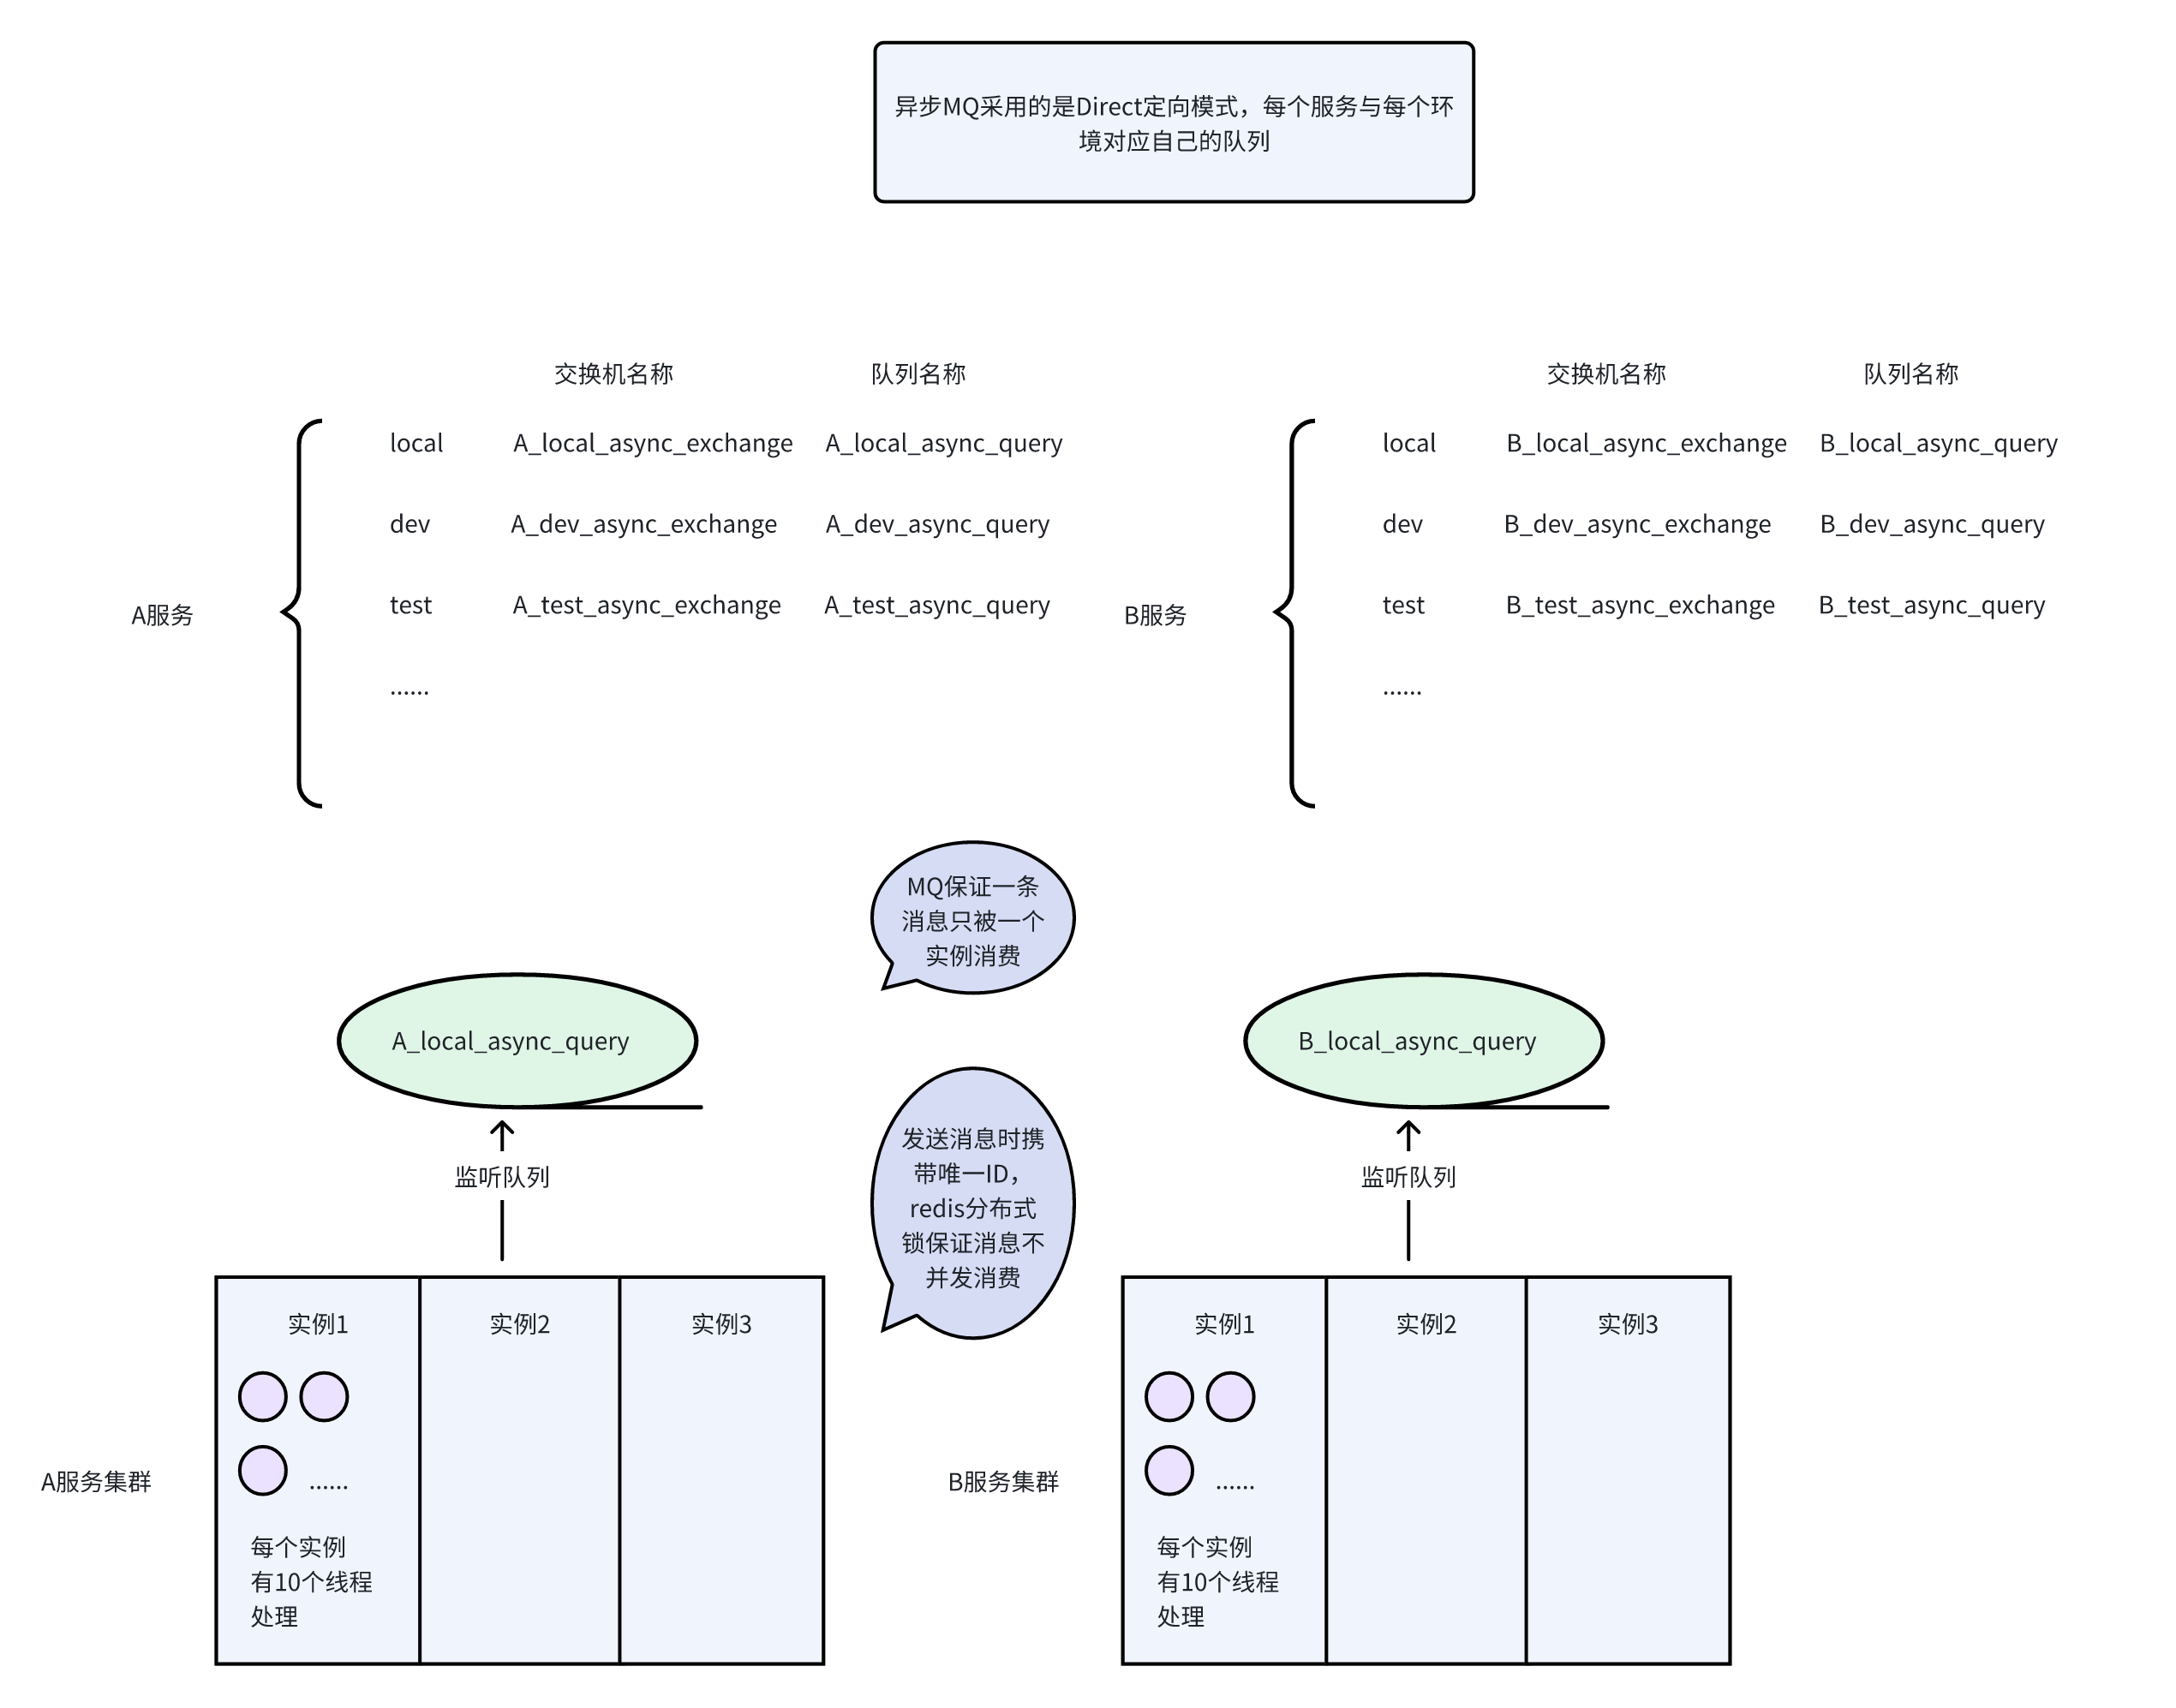 异步MQ采用的是Direct定向模式，每个服务与每个环
境对应自己的队列
交换机名称 队列名称
A服务
local A_local_async_exchange A_local_async_query
dev A_dev_async_exchange A_dev_async_query
test A_test_async_exchange A_test_async_query
......
交换机名称 队列名称
B服务
local B_local_async_exchange B_local_async_query
dev B_dev_async_exchange B_dev_async_query
test B_test_async_exchange B_test_async_query
......
MQ保证一条
消息只被一个
实例消费
A_local_async_query
监听队列
发送消息时携
带唯一ID，
redis分布式
锁保证消息不
并发消费
B_local_async_query
监听队列
A服务集群
实例1 实例2 实例3
......
每个实例
有10个线程
处理
B服务集群
实例1 实例2 实例3
......
每个实例
有10个线程
处理